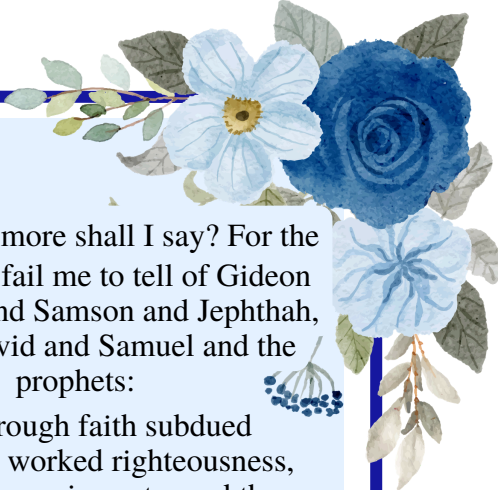 more shall I say? For the
fail me to tell of Gideon
nd Samson and Jephthah,
vid and Samuel and the
prophets:
rough faith subdued
worked righteousness,